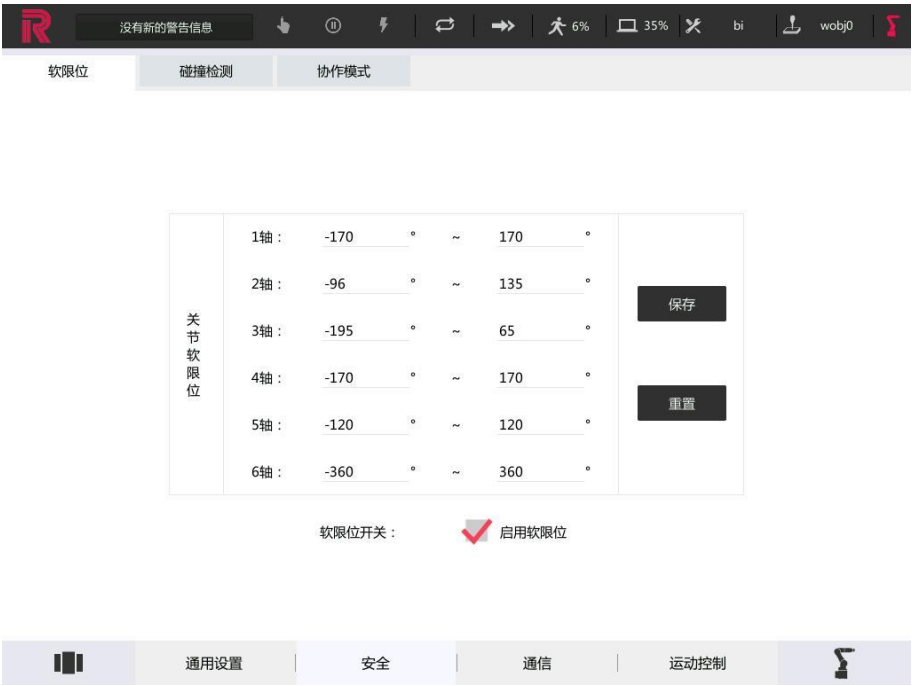 没有新的警告信息 6% 35% bi wobj0
软限位 碰撞检测 协作模式
1轴： -170 ° ~ 170 °
2轴： -96 ° ~ 135 °
保存
关节软限位
3轴： -195 ° ~ 65 °
4轴： -170 ° ~ 170 °
重置
5轴： -120 ° ~ 120 °
6轴： -360 ° ~ 360 °
软限位开关： 启用软限位
通用设置 安全 通信 运动控制